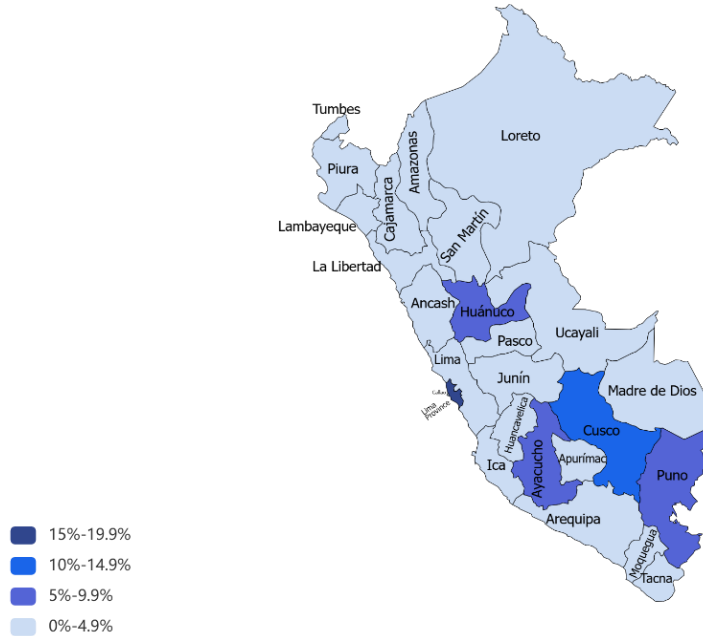 Tumbes
Loreto
Piura
Amazonas
Cajamarca
San Martín
Lambayeque
La Libertad
Ancash
Huánuco
Ucayali
Pasco
Lima
Junín
Madre de Dios
Callao
Lima
Province
Huancavelica
Cusco
Ayacucho
Apurímac
Ica
Puno
Arequipa
Moquegua
Tacna
15%-19.9%
10%-14.9%
5%-9.9%
0%-4.9%